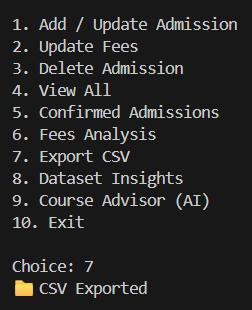 1. Add / Update Admission
2. Update Fees
3. Delete Admission
4. View All
5. Confirmed Admissions
6. Fees Analysis
7. Export CSV
8. Dataset Insights
9. Course Advisor (AI)
10. Exit
Choice: 7
📁 CSV Exported